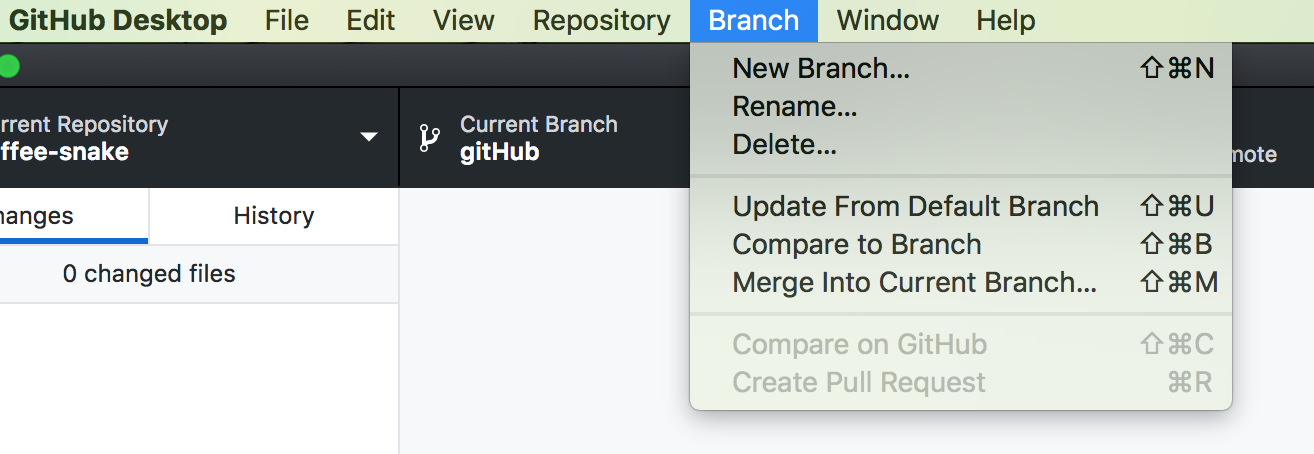 GitHub Desktop File Edit View Repository Branch Window Help
New Branch... ⇧⌘N
Rename...
Delete...
Update From Default Branch ⇧⌘U
Compare to Branch ⇧⌘B
Merge Into Current Branch... ⇧⌘M
Compare on GitHub ⇧⌘C
Create Pull Request ⌘R
rrent Repository
ffee-snake
Current Branch
gitHub
mote
anges
History
0 changed files